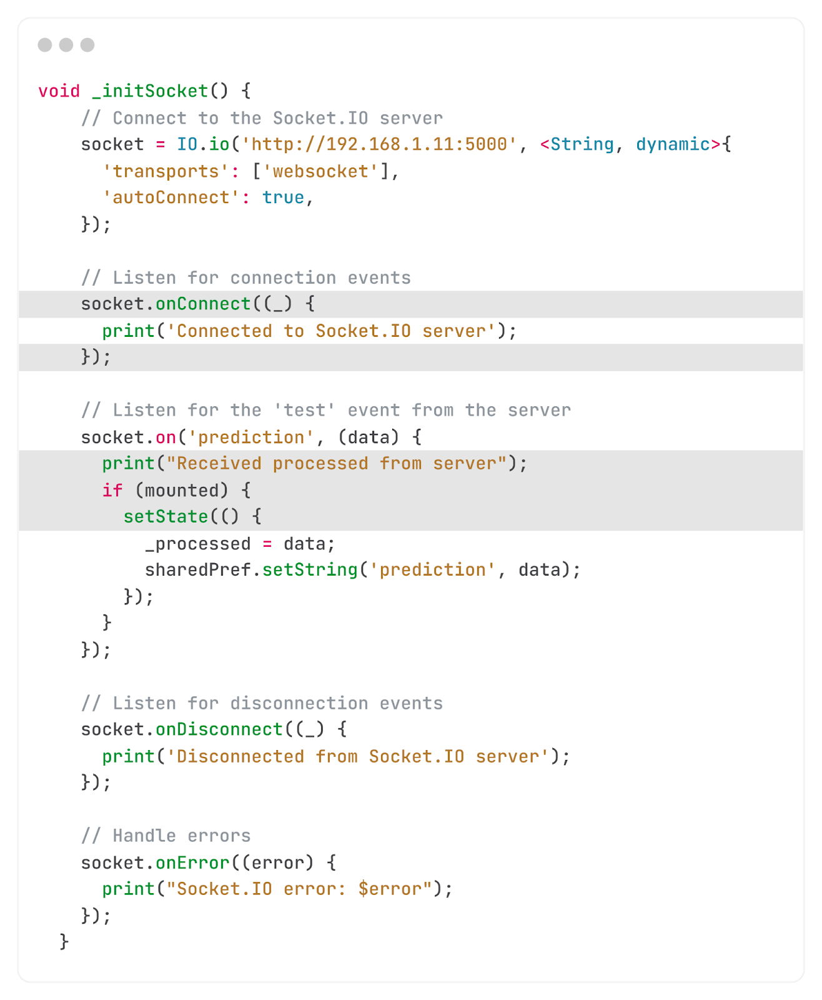 void _initSocket() {
    // Connect to the Socket.IO server
    socket = IO.io('http://192.168.1.11:5000', <String, dynamic>{
      'transports': ['websocket'],
      'autoConnect': true,
    });

    // Listen for connection events
    socket.onConnect((_) {
      print('Connected to Socket.IO server');
    });

    // Listen for the 'test' event from the server
    socket.on('prediction', (data) {
      print("Received processed from server");
      if (mounted) {
        setState(() {
          _processed = data;
          sharedPref.setString('prediction', data);
        });
      }
    });

    // Listen for disconnection events
    socket.onDisconnect((_) {
      print('Disconnected from Socket.IO server');
    });

    // Handle errors
    socket.onError((error) {
      print("Socket.IO error: $error");
    });
  }